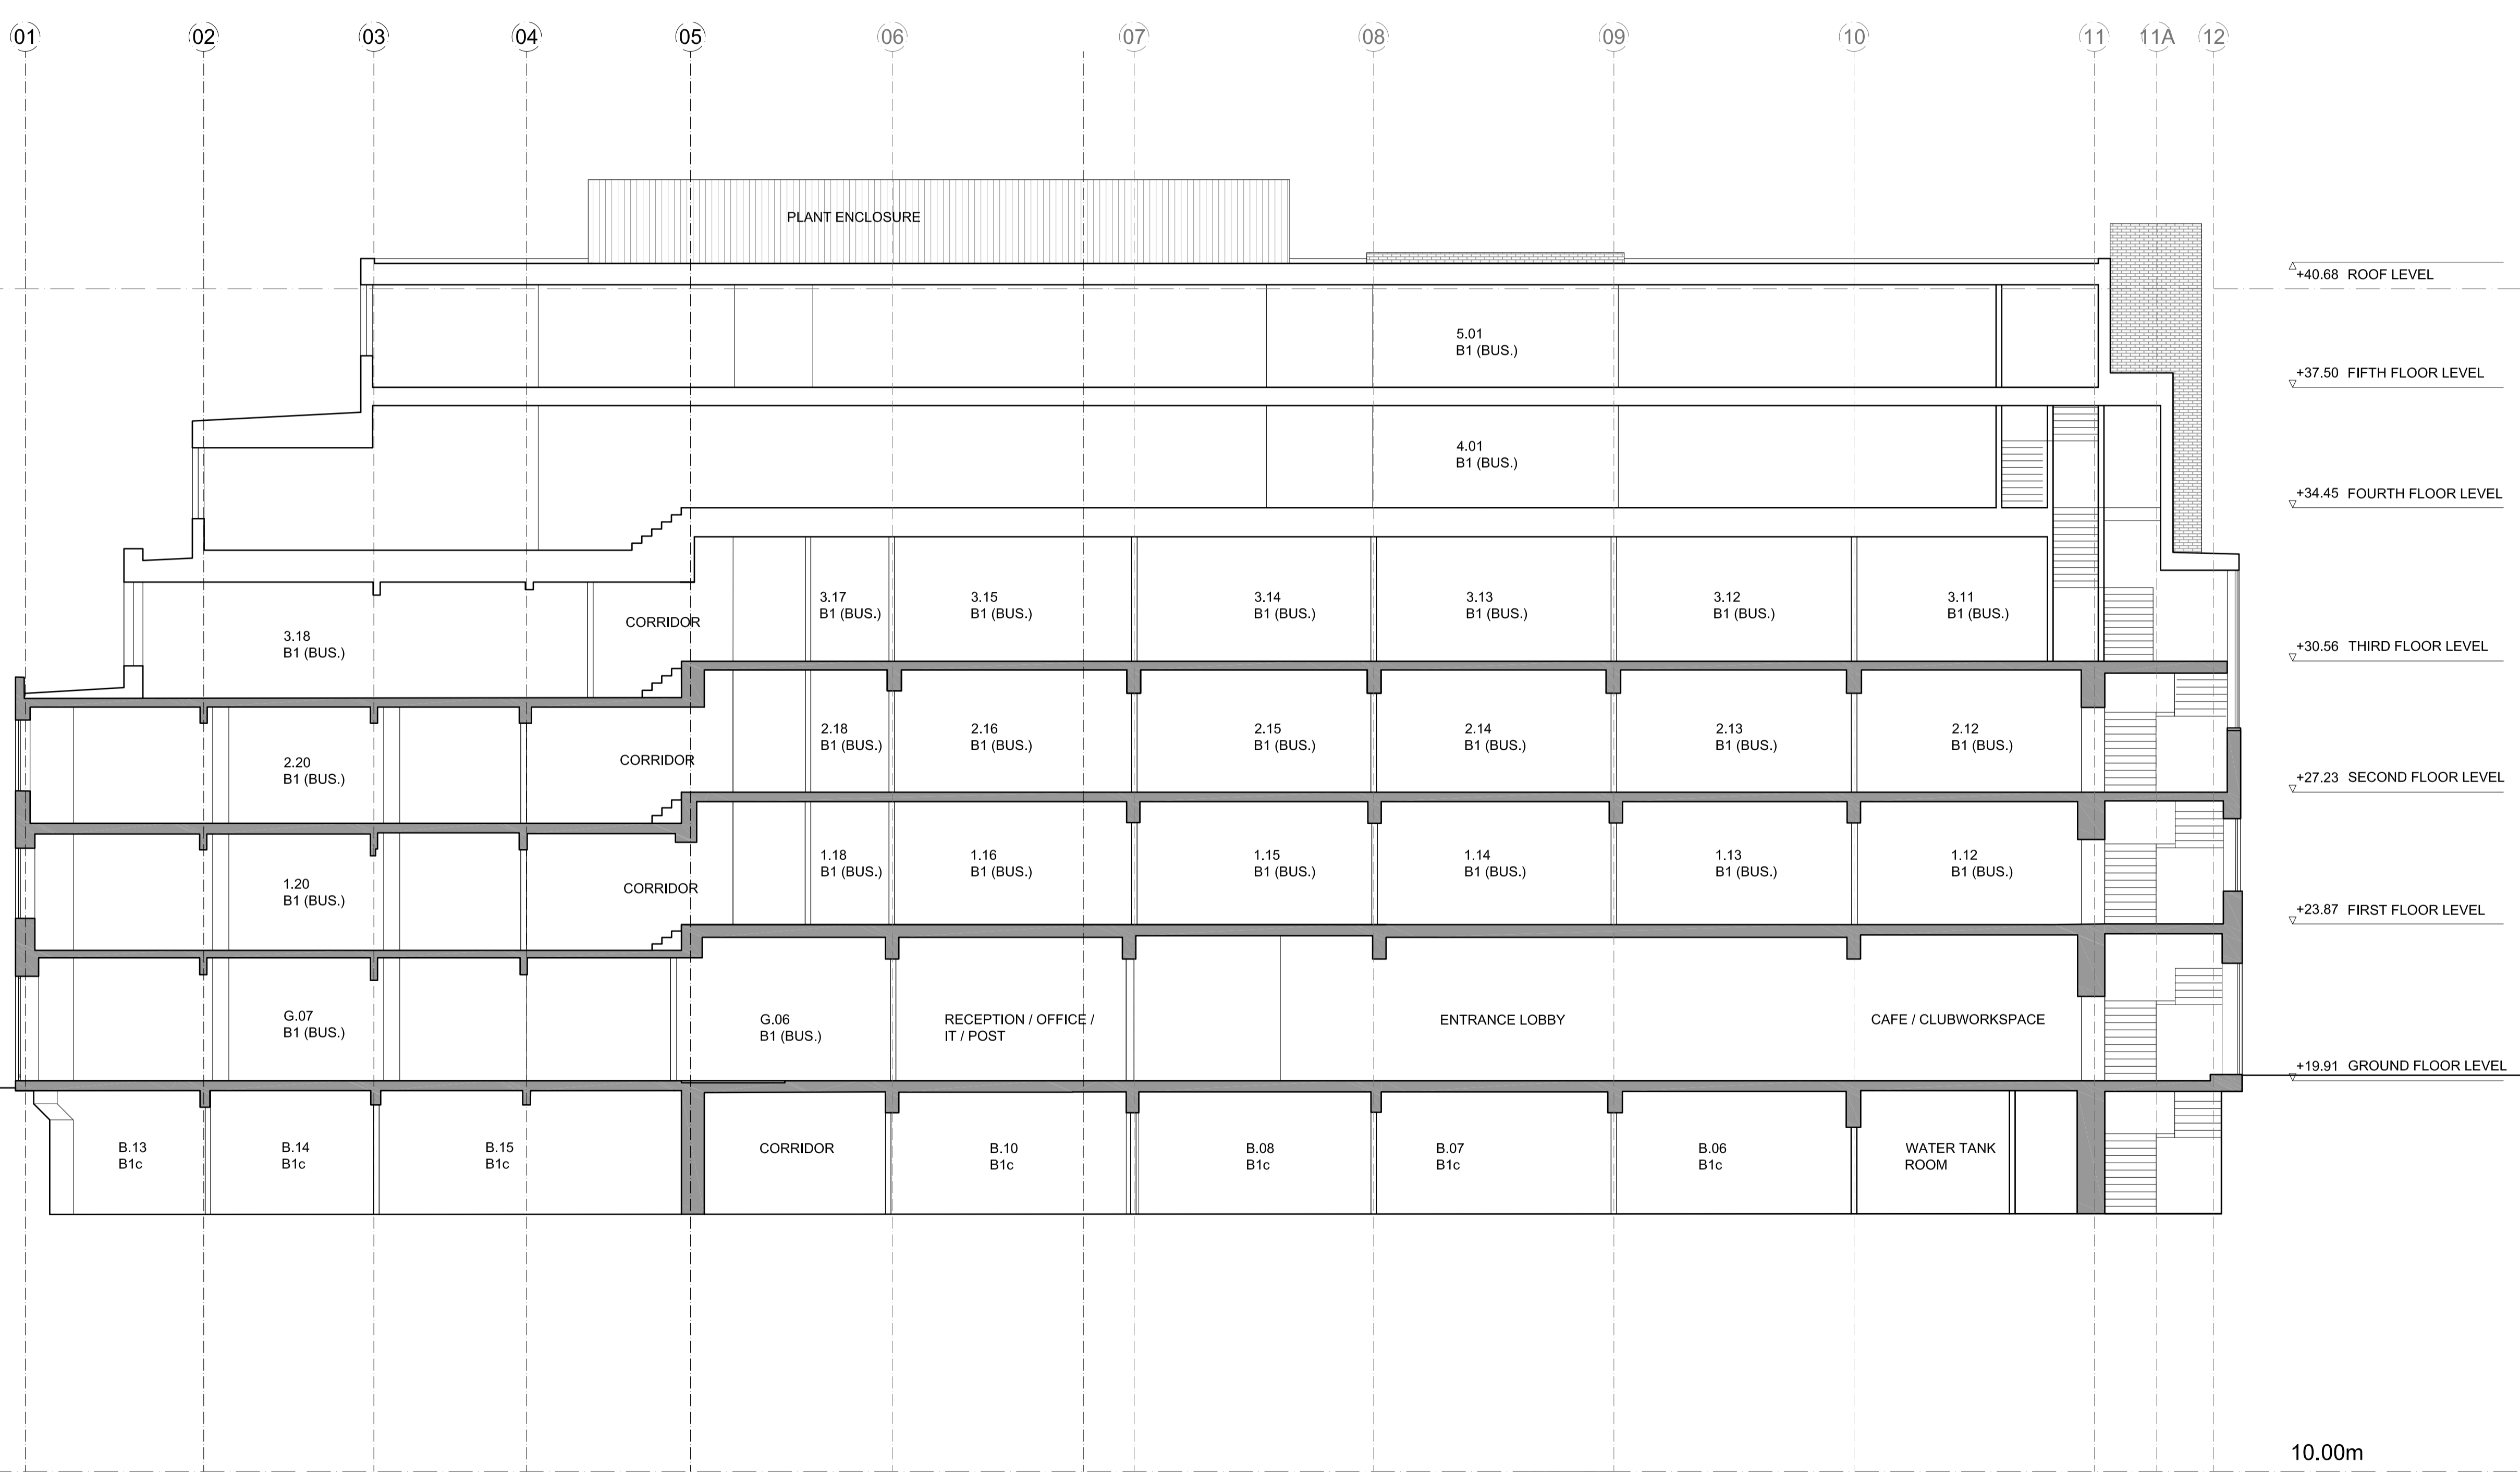 01 02 03 04 05 06 07 08 09 10 11 11A 12
PLANT ENCLOSURE
+40.68 ROOF LEVEL
5.01
B1 (BUS.)
+37.50 FIFTH FLOOR LEVEL
4.01
B1 (BUS.)
+34.45 FOURTH FLOOR LEVEL
3.18
B1 (BUS.)
CORRIDOR
3.17
B1 (BUS.)
3.15
B1 (BUS.)
3.14
B1 (BUS.)
3.13
B1 (BUS.)
3.12
B1 (BUS.)
3.11
B1 (BUS.)
+30.56 THIRD FLOOR LEVEL
2.20
B1 (BUS.)
CORRIDOR
2.18
B1 (BUS.)
2.16
B1 (BUS.)
2.15
B1 (BUS.)
2.14
B1 (BUS.)
2.13
B1 (BUS.)
2.12
B1 (BUS.)
+27.23 SECOND FLOOR LEVEL
1.20
B1 (BUS.)
CORRIDOR
1.18
B1 (BUS.)
1.16
B1 (BUS.)
1.15
B1 (BUS.)
1.14
B1 (BUS.)
1.13
B1 (BUS.)
1.12
B1 (BUS.)
+23.87 FIRST FLOOR LEVEL
G.07
B1 (BUS.)
G.06
B1 (BUS.)
RECEPTION / OFFICE /
IT / POST
ENTRANCE LOBBY
CAFE / CLUBWORKSPACE
+19.91 GROUND FLOOR LEVEL
B.13
B1c
B.14
B1c
B.15
B1c
CORRIDOR
B.10
B1c
B.08
B1c
B.07
B1c
B.06
B1c
WATER TANK
ROOM
10.00m